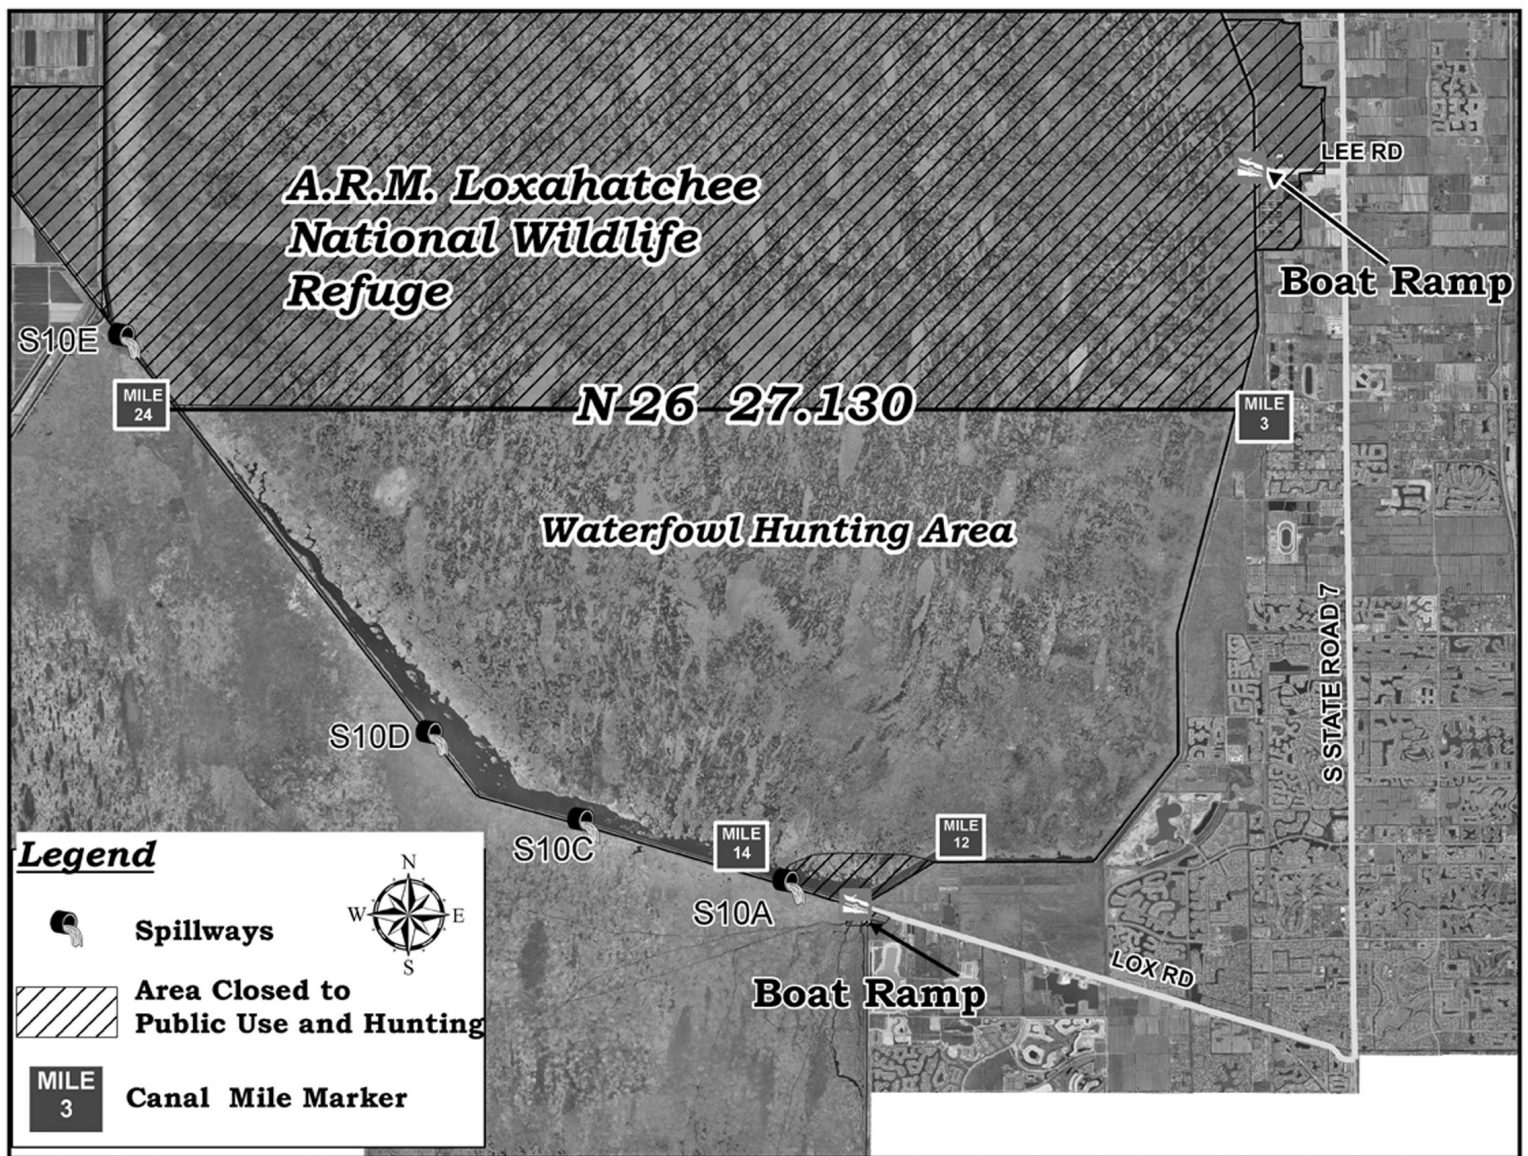 A.R.M. Loxahatchee
National Wildlife
Refuge
LEE RD
Boat Ramp
S10E
MILE
24
N 26 27.130
MILE
3
Waterfowl Hunting Area
S STATE ROAD 7
S10D
S10C
MILE
14
MILE
12
S10A
LOX RD
Boat Ramp
Legend
N
W E
S
Spillways
Area Closed to
Public Use and Hunting
MILE
3
Canal Mile Marker